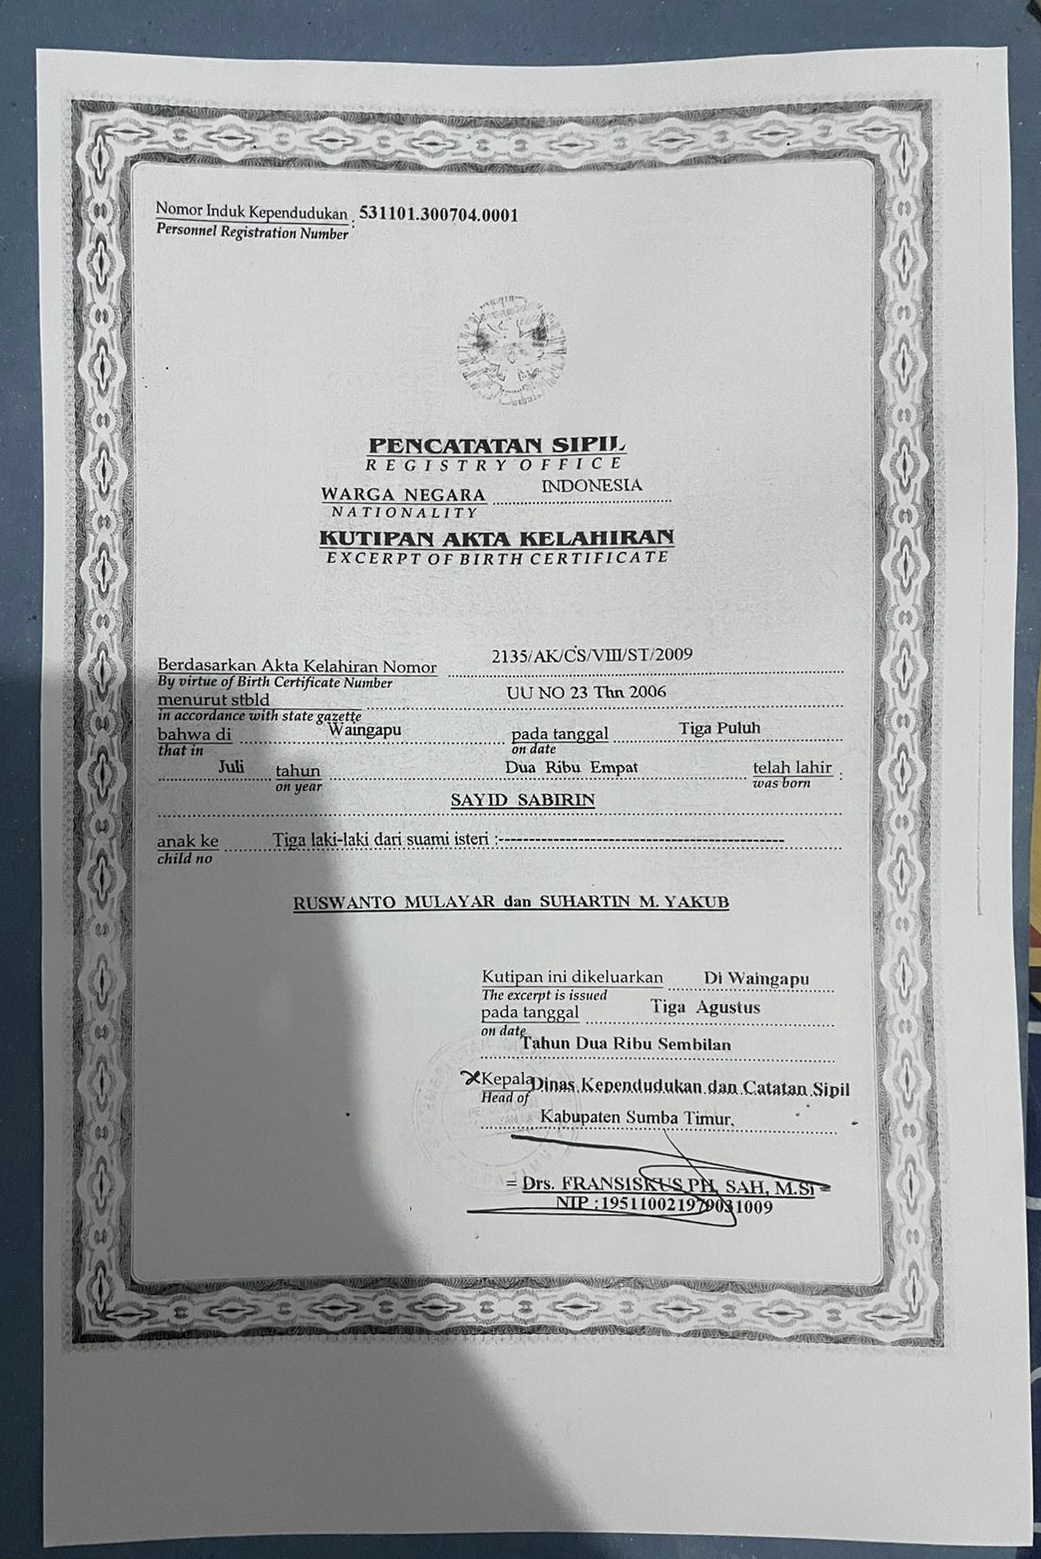 Nomor Induk Kependudukan : 531101.300704.0001
Personnel Registration Number
PENCATATAN SIPIL
REGISTRY OFFICE
WARGA NEGARA INDONESIA
NATIONALITY
KUTIPAN AKTA KELAHIRAN
EXCERPT OF BIRTH CERTIFICATE
Berdasarkan Akta Kelahiran Nomor 2135/AK/CS/VIII/ST/2009
By virtue of Birth Certificate Number
menurut stbld UU NO 23 Thn 2006
in accordance with state gazette
bahwa di Waingapu pada tanggal Tiga Puluh
that in on date
Juli tahun Dua Ribu Empat telah lahir :
on year was born
SAYID SABIRIN
anak ke Tiga laki-laki dari suami isteri :-------------------------------------------
child no
RUSWANTO MULAYAR dan SUHARTIN M. YAKUB
Kutipan ini dikeluarkan Di Waingapu
The excerpt is issued
pada tanggal Tiga Agustus
on date
Tahun Dua Ribu Sembilan
Kepala Dinas Kependudukan dan Catatan Sipil
Head of
Kabupaten Sumba Timur.
= Drs. FRANSISKUS PH, SAH, M.Si =
NIP :195110021979031009